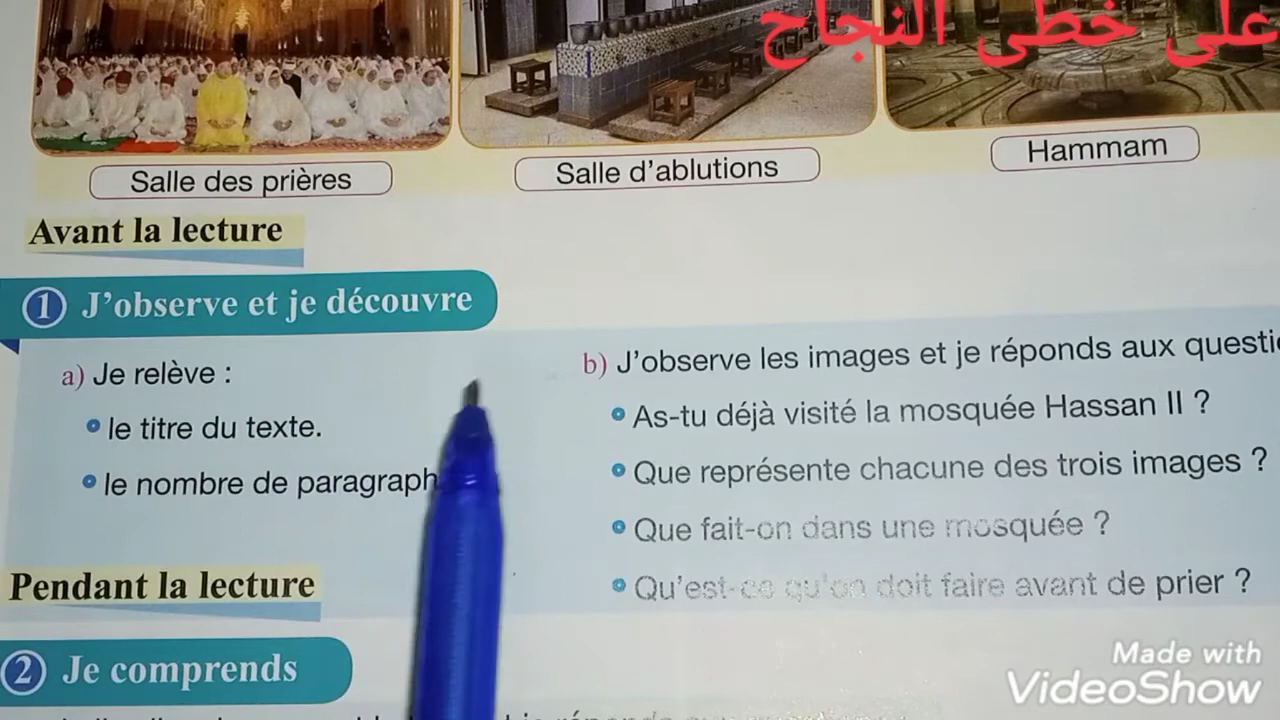 على خطى النجاح
Salle des prières
Salle d'ablutions
Hammam
Avant la lecture
1 J'observe et je découvre
a) Je relève :
• le titre du texte.
• le nombre de paragraph
b) J'observe les images et je réponds aux questi
• As-tu déjà visité la mosquée Hassan II ?
• Que représente chacune des trois images ?
• Que fait-on dans une mosquée ?
• Qu'est-ce qu'on doit faire avant de prier ?
Pendant la lecture
2 Je comprends
Made with
VideoShow